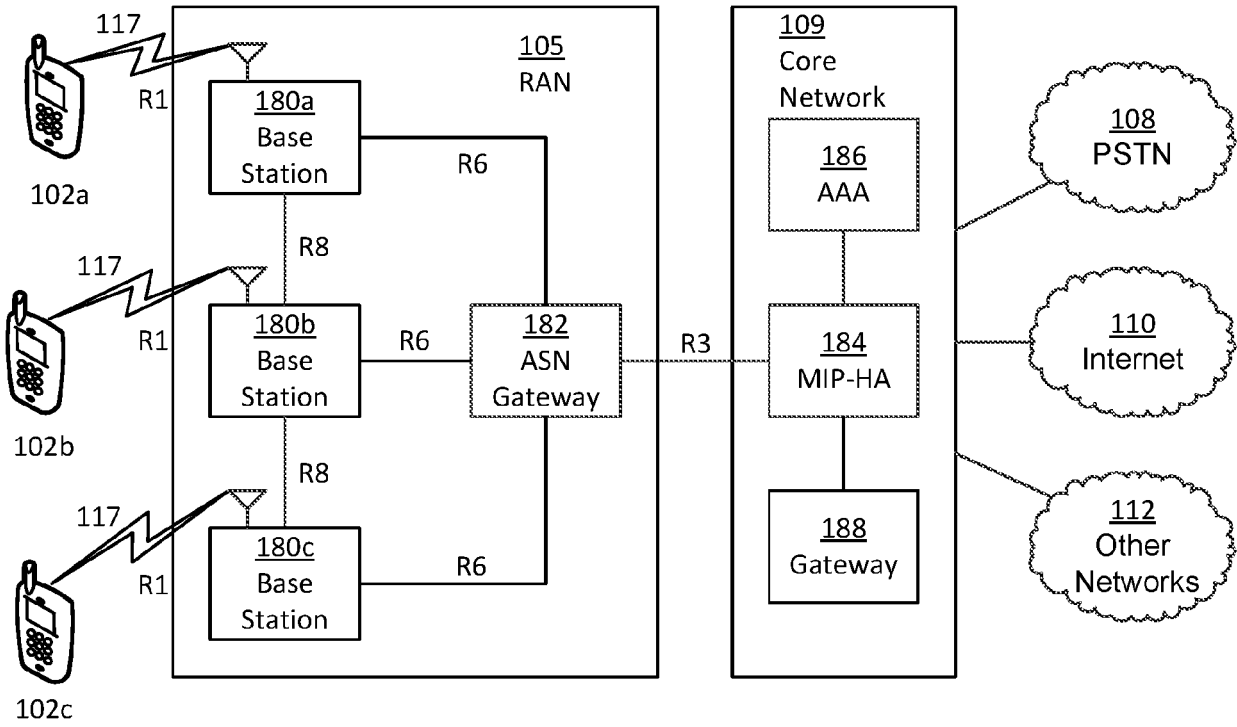 117
R1
102a
117
R1
102b
117
R1
102c
105
RAN
180a
Base
Station
R6
R8
180b
Base
Station
R6
182
ASN
Gateway
R8
180c
Base
Station
R6
R3
109
Core
Network
186
AAA
184
MIP-HA
188
Gateway
108
PSTN
110
Internet
112
Other
Networks